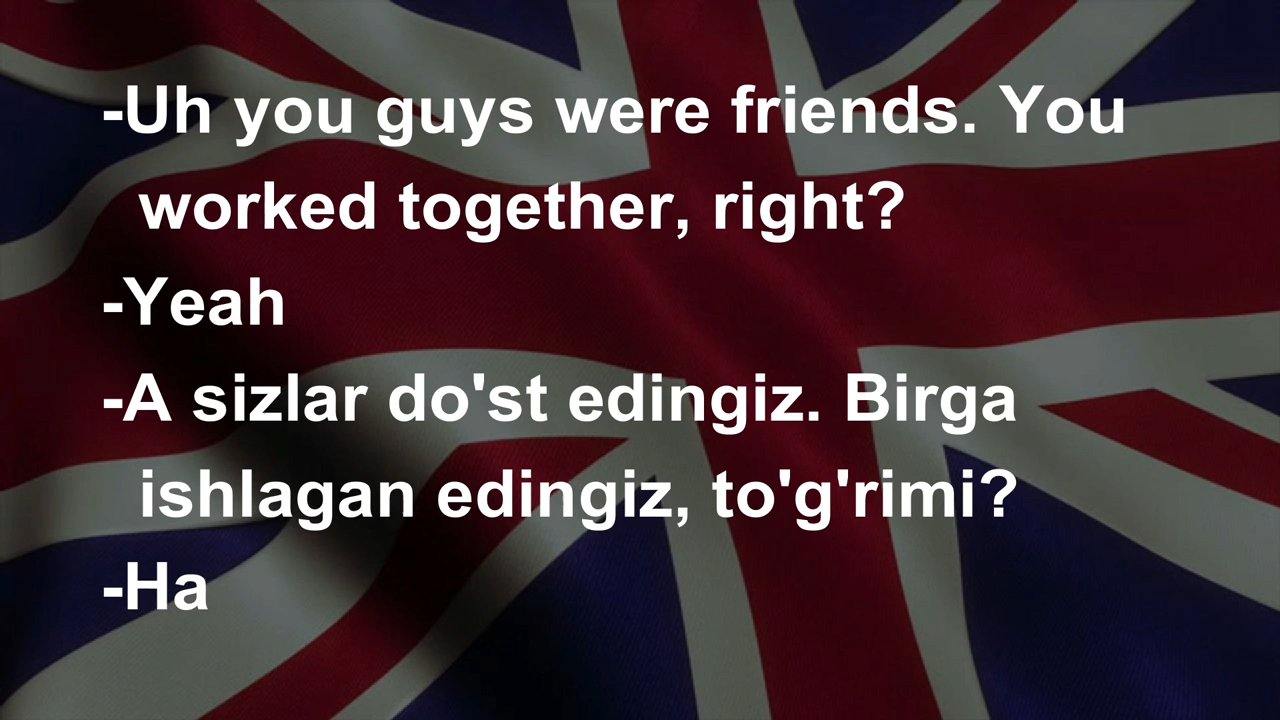 -Uh you guys were friends. You
worked together, right?
-Yeah
-A sizlar do'st edingiz. Birga
ishlagan edingiz, to'g'rimi?
-Ha